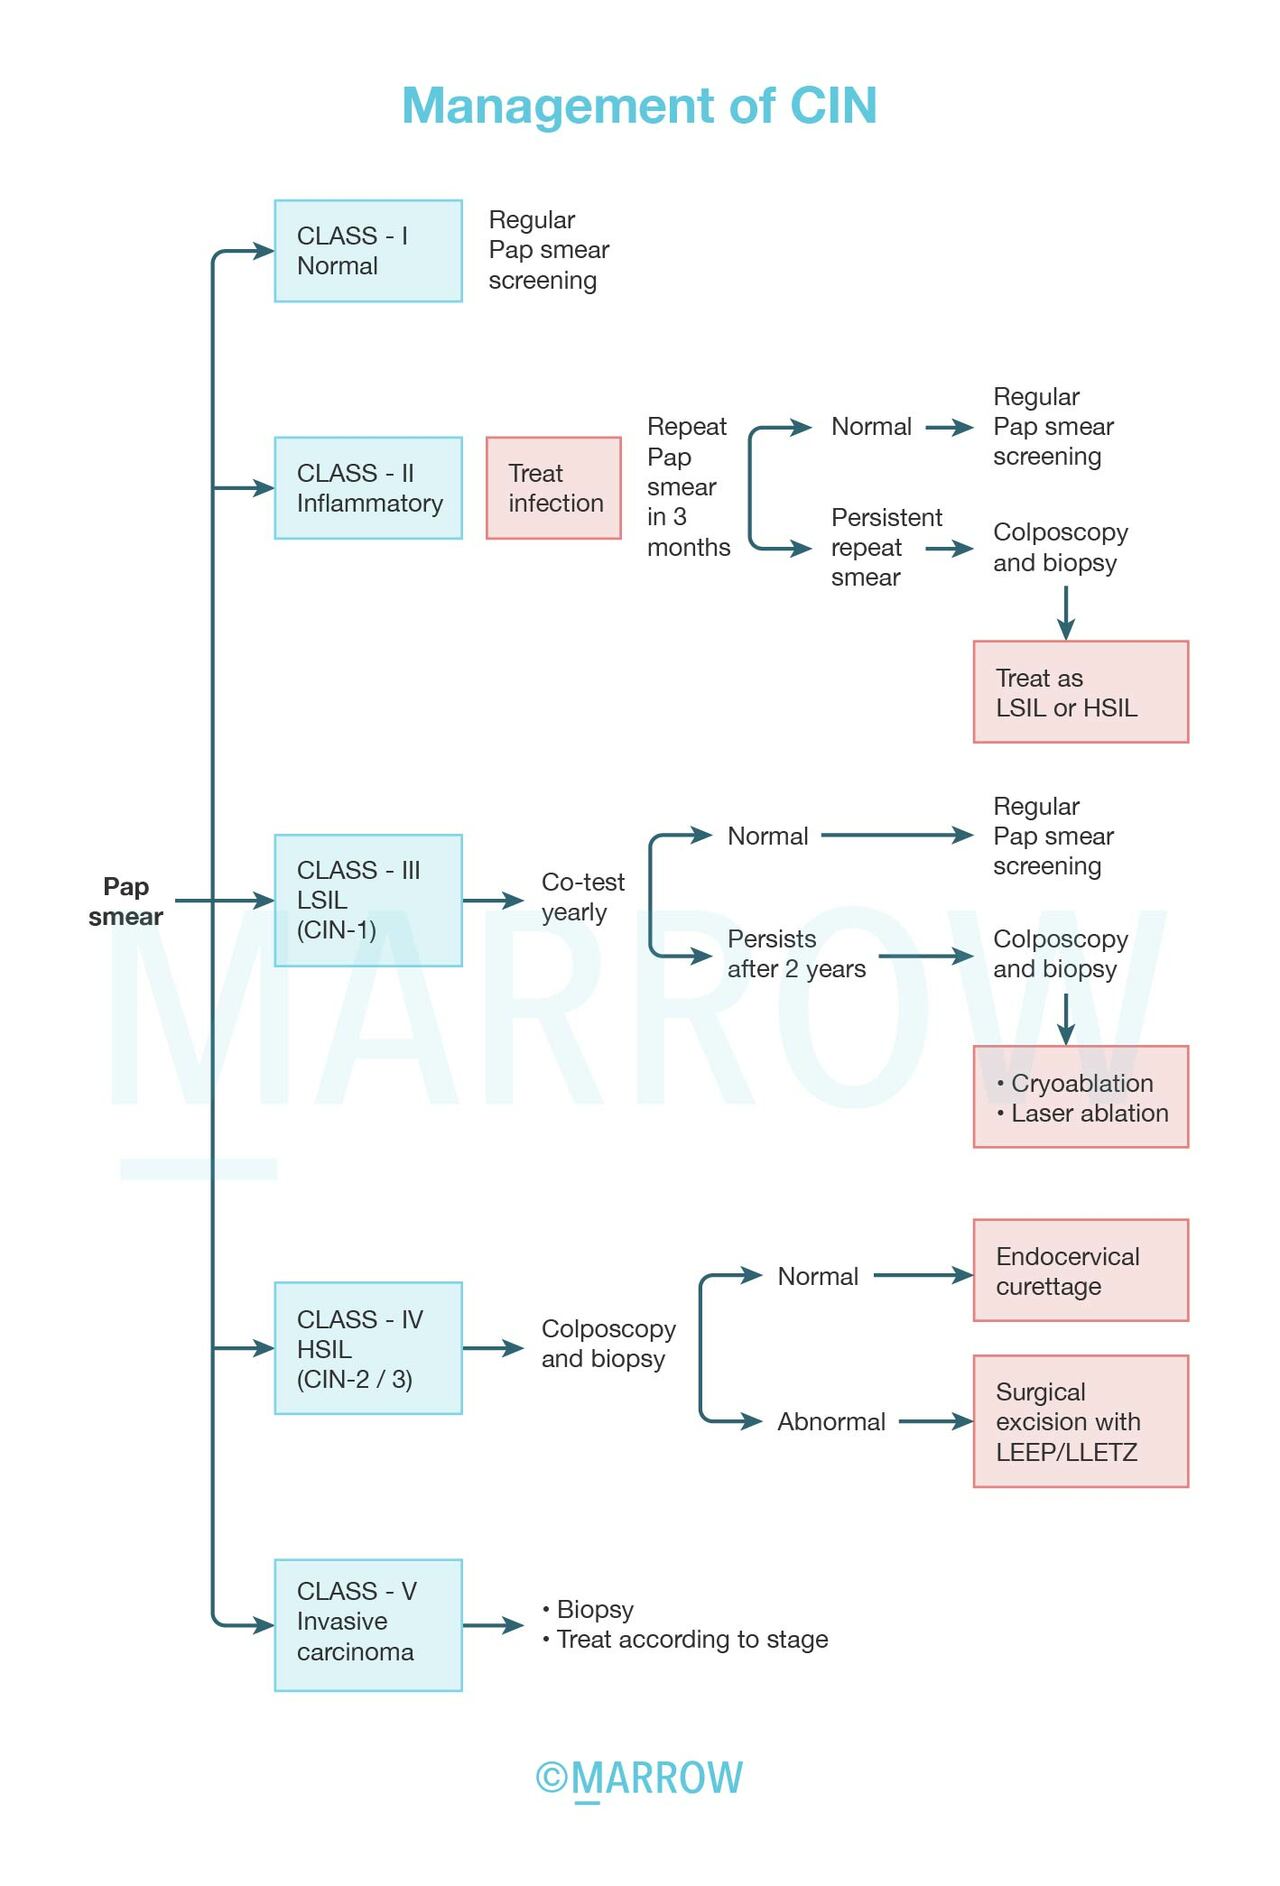 Management of CIN
CLASS - I
Normal
Regular
Pap smear
screening
CLASS - II
Inflammatory
Treat
infection
Repeat
Pap
smear
in 3
months
Normal
Regular
Pap smear
screening
Persistent
repeat
smear
Colposcopy
and biopsy
Treat as
LSIL or HSIL
Pap
smear
CLASS - III
LSIL
(CIN-1)
Co-test
yearly
Normal
Regular
Pap smear
screening
Persists
after 2 years
Colposcopy
and biopsy
• Cryoablation
• Laser ablation
CLASS - IV
HSIL
(CIN-2 / 3)
Colposcopy
and biopsy
Normal
Endocervical
curettage
Abnormal
Surgical
excision with
LEEP/LLETZ
CLASS - V
Invasive
carcinoma
• Biopsy
• Treat according to stage
MARROW
©MARROW